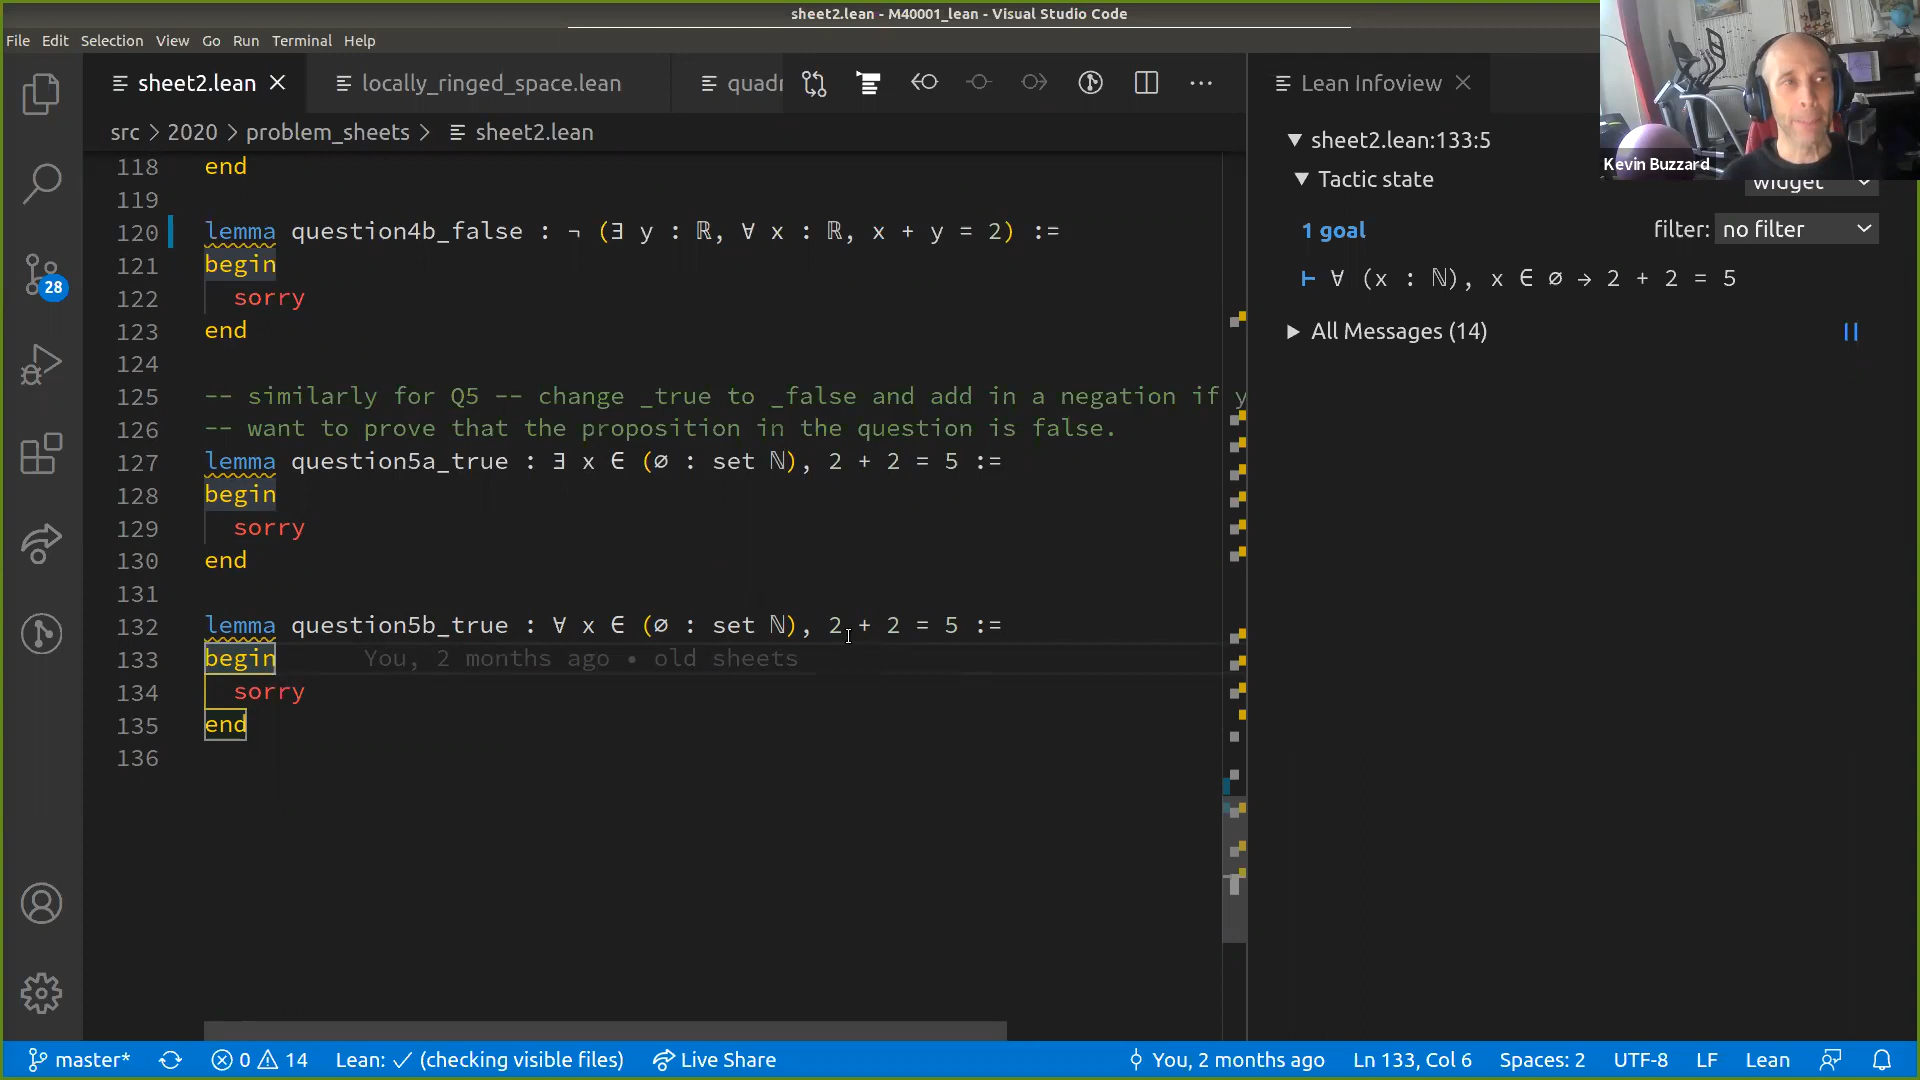 sheet2.lean - M40001_lean - Visual Studio Code
File Edit Selection View Go Run Terminal Help
sheet2.lean locally_ringed_space.lean quadr Lean Infoview
src > 2020 > problem_sheets > sheet2.lean
118 end
119
120 lemma question4b_false : ¬ (∃ y : ℝ, ∀ x : ℝ, x + y = 2) :=
121 begin
122 sorry
123 end
124
125 -- similarly for Q5 -- change _true to _false and add in a negation if y
126 -- want to prove that the proposition in the question is false.
127 lemma question5a_true : ∃ x ∈ (∅ : set ℕ), 2 + 2 = 5 :=
128 begin
129 sorry
130 end
131
132 lemma question5b_true : ∀ x ∈ (∅ : set ℕ), 2 + 2 = 5 :=
133 begin You, 2 months ago • old sheets
134 sorry
135 end
136
28
sheet2.lean:133:5
Tactic state
widget
1 goal
filter: no filter
⊢ ∀ (x : ℕ), x ∈ ∅ → 2 + 2 = 5
All Messages (14)
Kevin Buzzard
master* 0 14 Lean: ✓ (checking visible files) Live Share You, 2 months ago Ln 133, Col 6 Spaces: 2 UTF-8 LF Lean